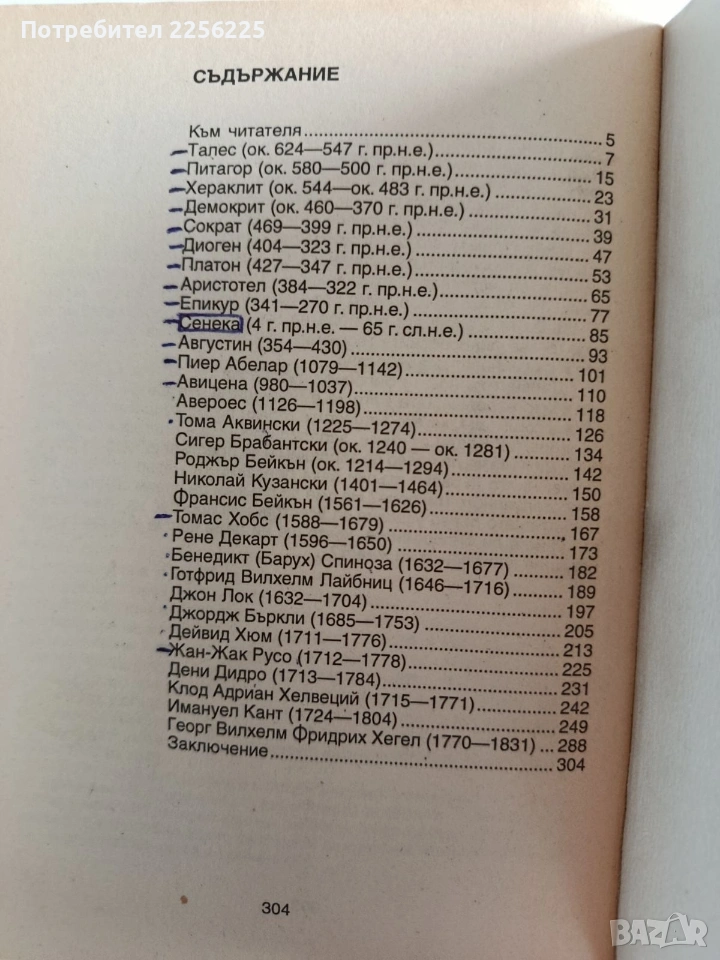 Потребител 2256225
СЪДЪРЖАНИЕ
Към читателя 5
Талес (ок. 624—547 г. пр.н.е.) 7
Питагор (ок. 580—500 г. пр.н.е.) 15
Хераклит (ок. 544—ок. 483 г. пр.н.е.) 23
Демокрит (ок. 460—370 г. пр.н.е.) 31
Сократ (469—399 г. пр.н.е.) 39
Диоген (404—323 г. пр.н.е.) 47
Платон (427—347 г. пр.н.е.) 53
Аристотел (384—322 г. пр.н.е.) 65
Епикур (341—270 г. пр.н.е.) 77
Сенека (4 г. пр.н.е. — 65 г. сл.н.е.) 85
Августин (354—430) 93
Пиер Абелар (1079—1142) 101
Авицена (980—1037) 110
Авероес (1126—1198) 118
Тома Аквински (1225—1274) 126
Сигер Брабантски (ок. 1240 — ок. 1281) 134
Роджър Бейкън (ок. 1214—1294) 142
Николай Кузански (1401—1464) 150
Франсис Бейкън (1561—1626) 158
Томас Хобс (1588—1679) 167
Рене Декарт (1596—1650) 173
Бенедикт (Барух) Спиноза (1632—1677) 182
Готфрид Вилхелм Лайбниц (1646—1716) 189
Джон Лок (1632—1704) 197
Джордж Бъркли (1685—1753) 205
Дейвид Хюм (1711—1776) 213
Жан-Жак Русо (1712—1778) 225
Дени Дидро (1713—1784) 231
Клод Адриан Хелвеций (1715—1771) 242
Имануел Кант (1724—1804) 249
Георг Вилхелм Фридрих Хегел (1770—1831) ... 288
Заключение 304
304
BAZAR